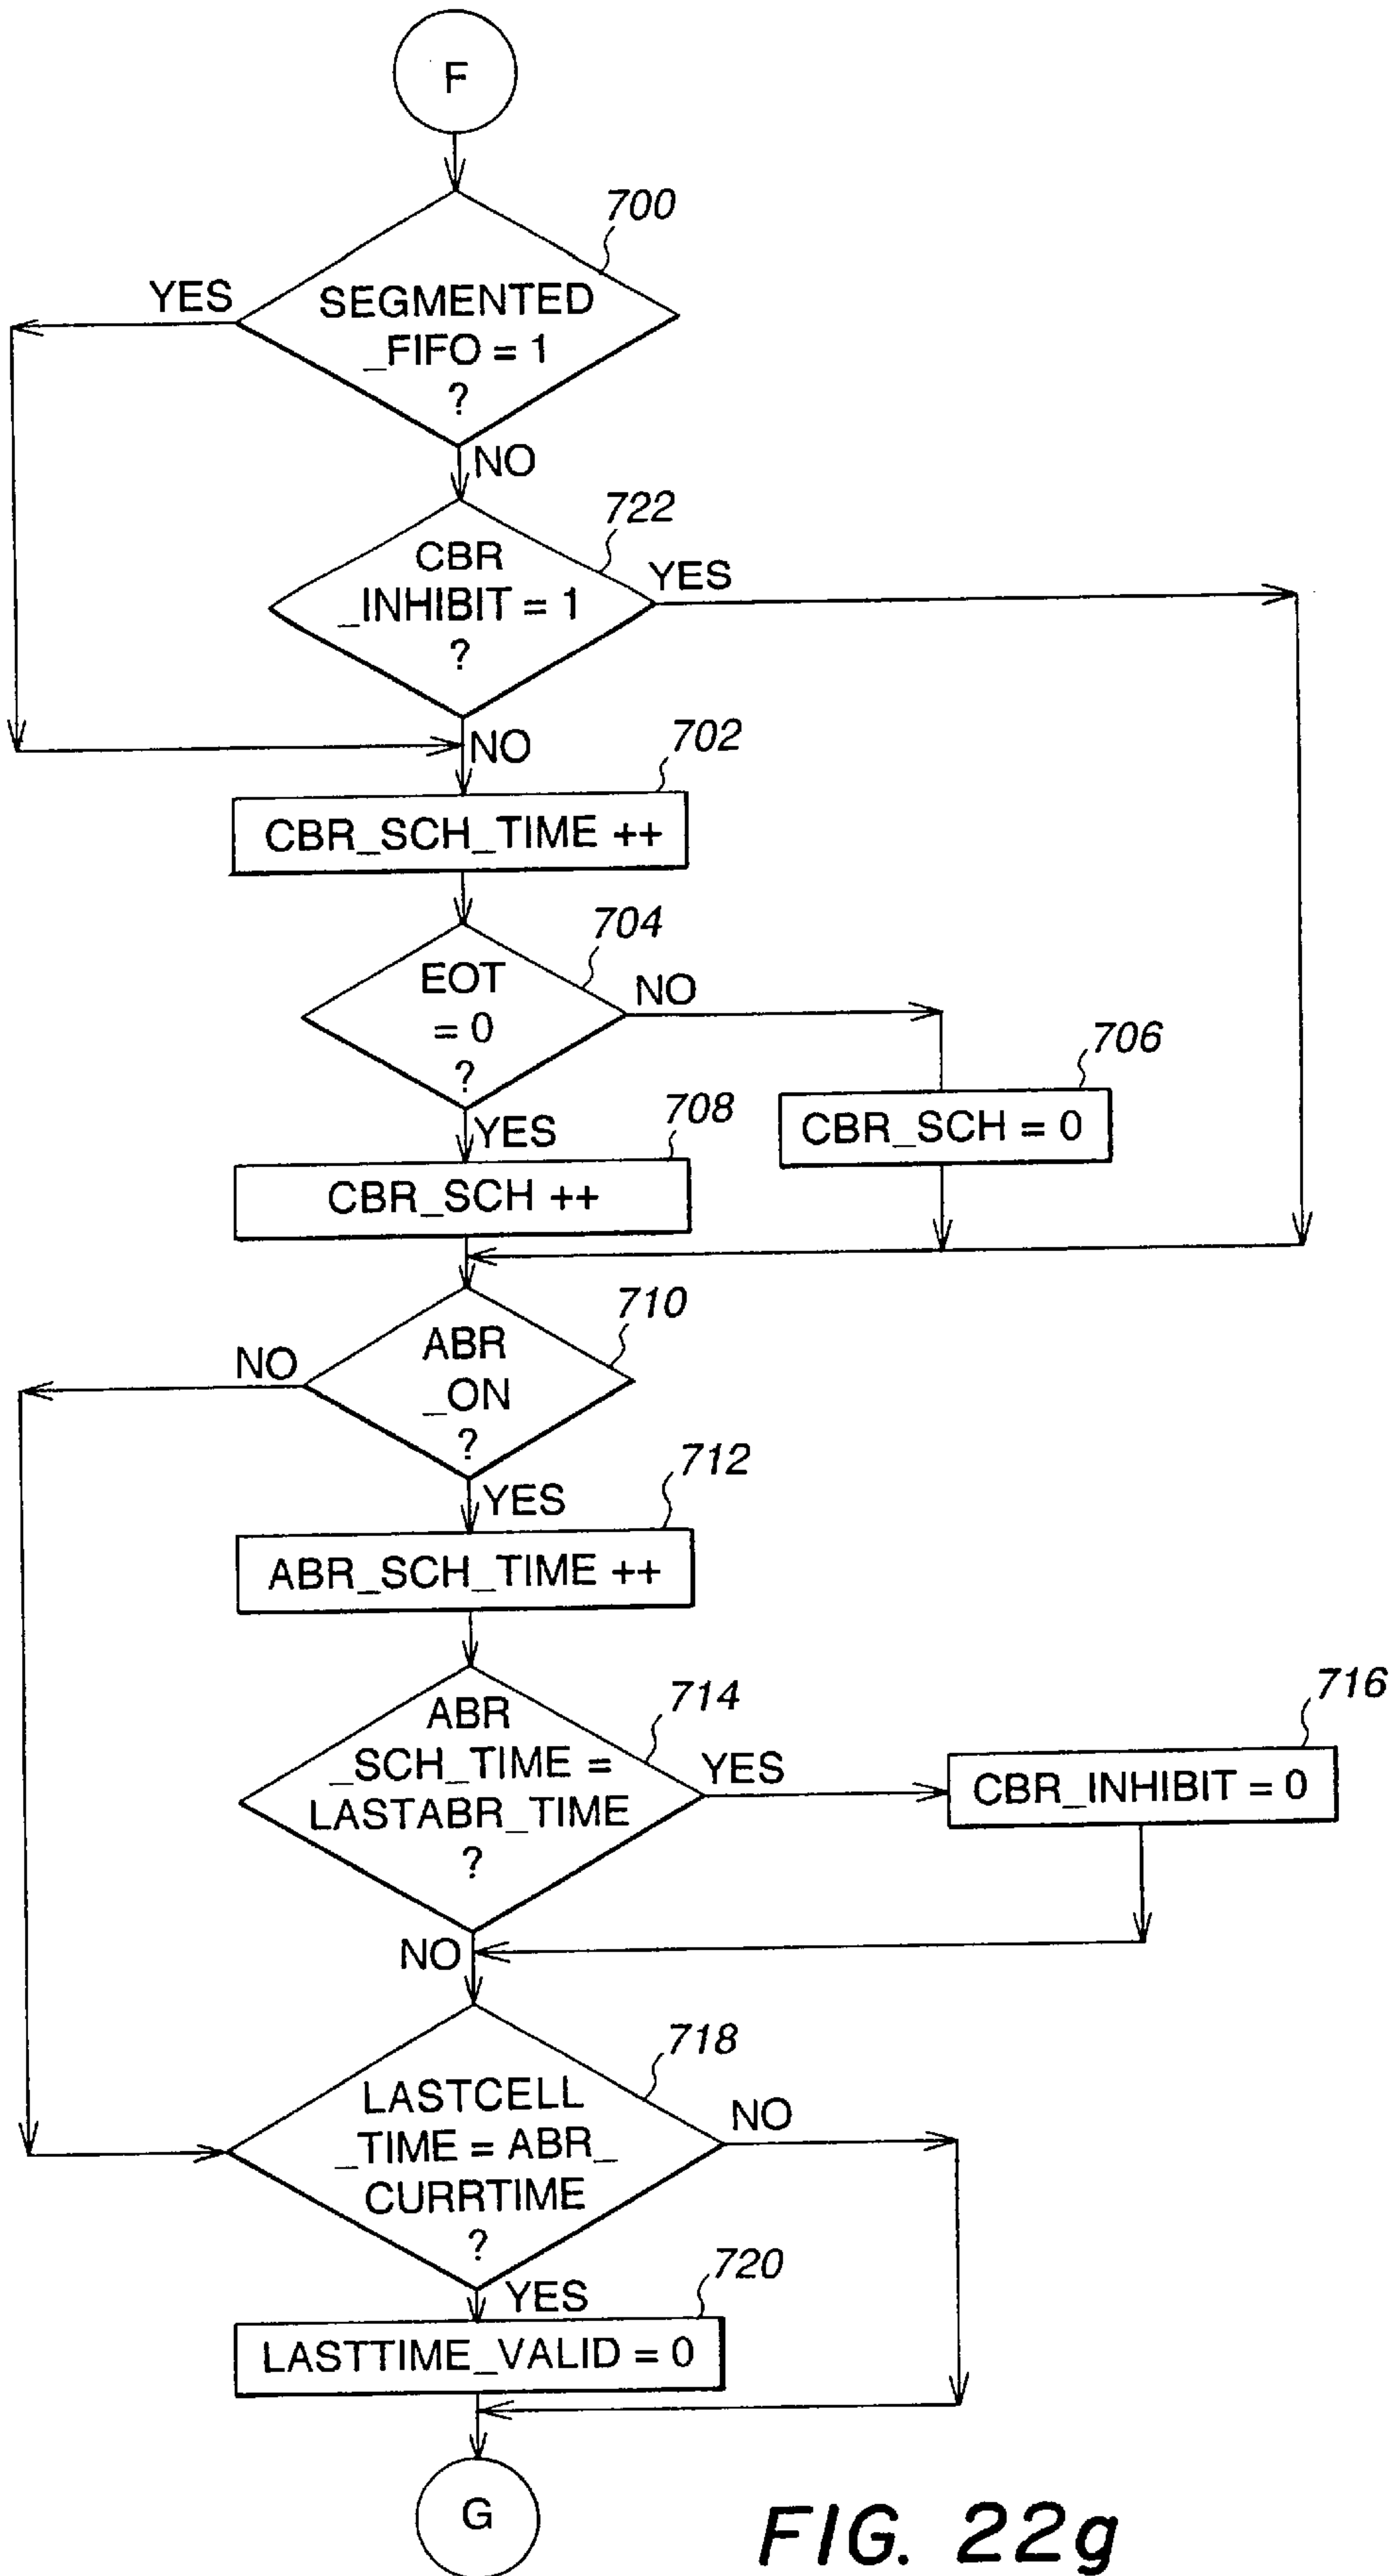 F
700
YES
SEGMENTED
_FIFO = 1
?
NO
722
CBR
_INHIBIT = 1
?
YES
NO
702
CBR_SCH_TIME ++
704
EOT
= 0
?
NO
706
CBR_SCH = 0
YES
708
CBR_SCH ++
710
ABR
_ON
?
NO
YES
712
ABR_SCH_TIME ++
714
ABR
_SCH_TIME =
LASTABR_TIME
?
YES
716
CBR_INHIBIT = 0
NO
718
LASTCELL
_TIME = ABR_
CURRTIME
?
NO
YES
720
LASTTIME_VALID = 0
G
FIG. 22g